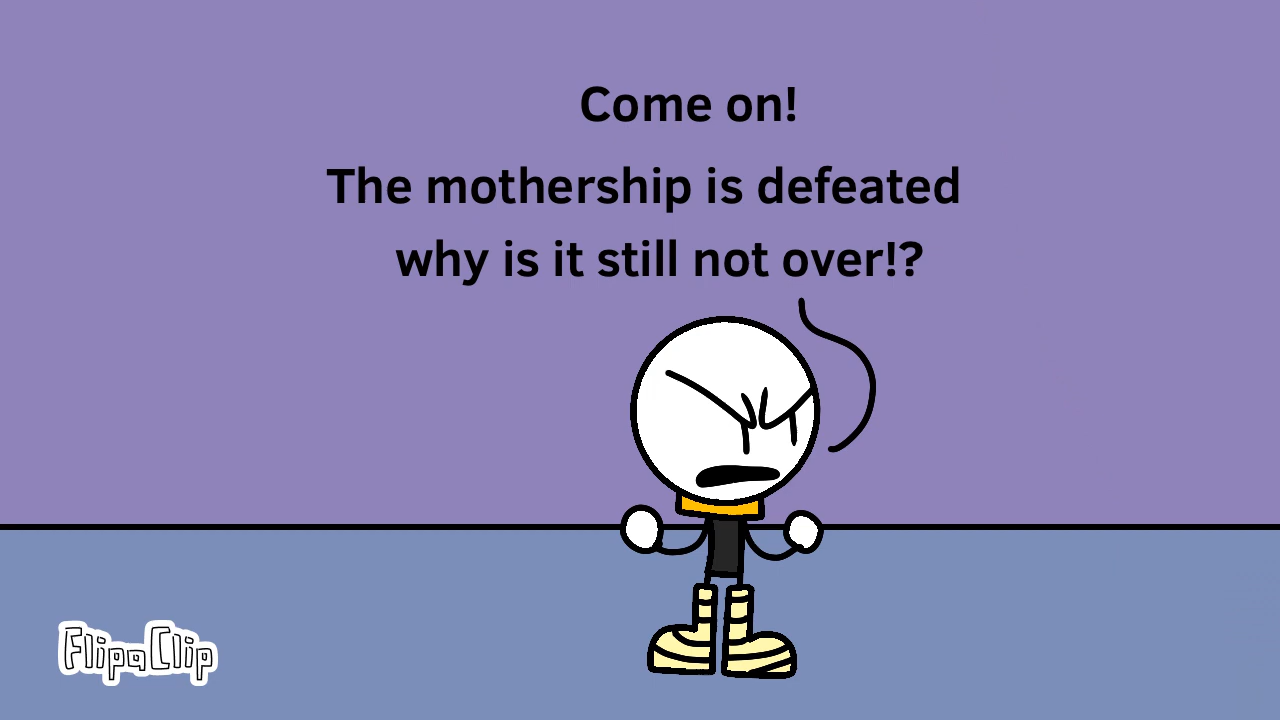 Come on!
The mothership is defeated
why is it still not over!?
FlipaClip